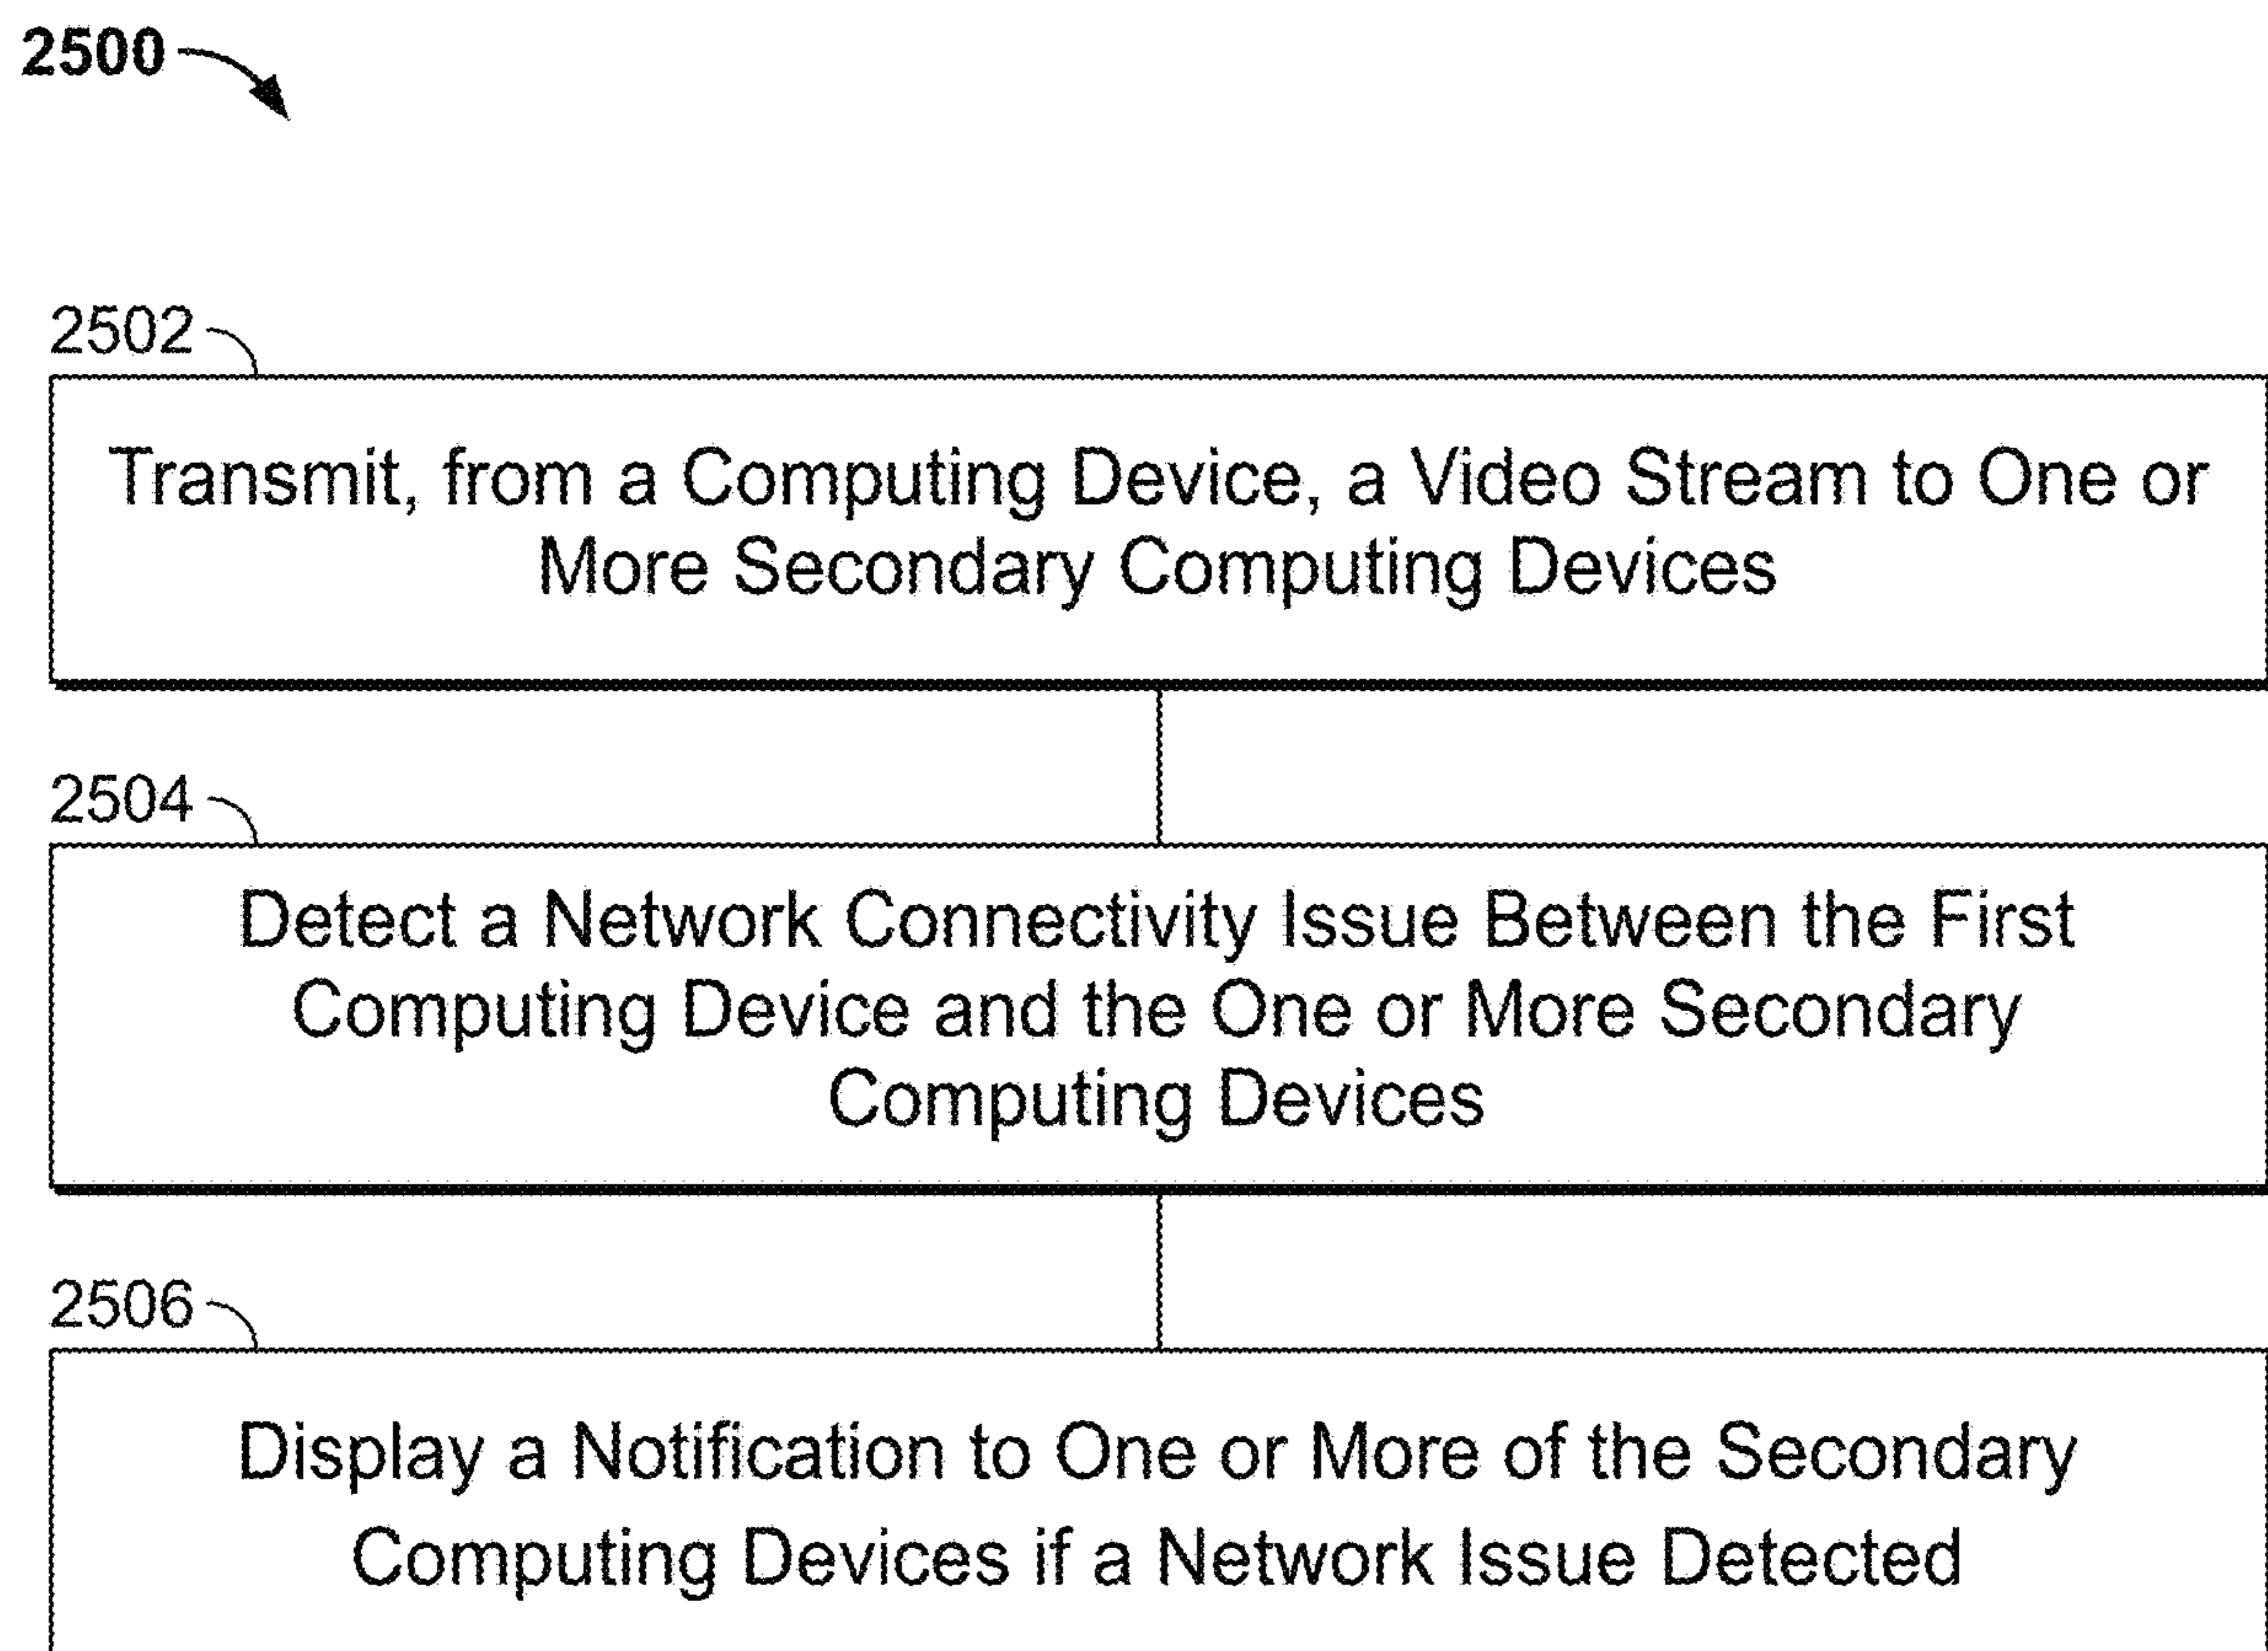 2500
2502
Transmit, from a Computing Device, a Video Stream to One or
More Secondary Computing Devices
2504
Detect a Network Connectivity Issue Between the First
Computing Device and the One or More Secondary
Computing Devices
2506
Display a Notification to One or More of the Secondary
Computing Devices if a Network Issue Detected